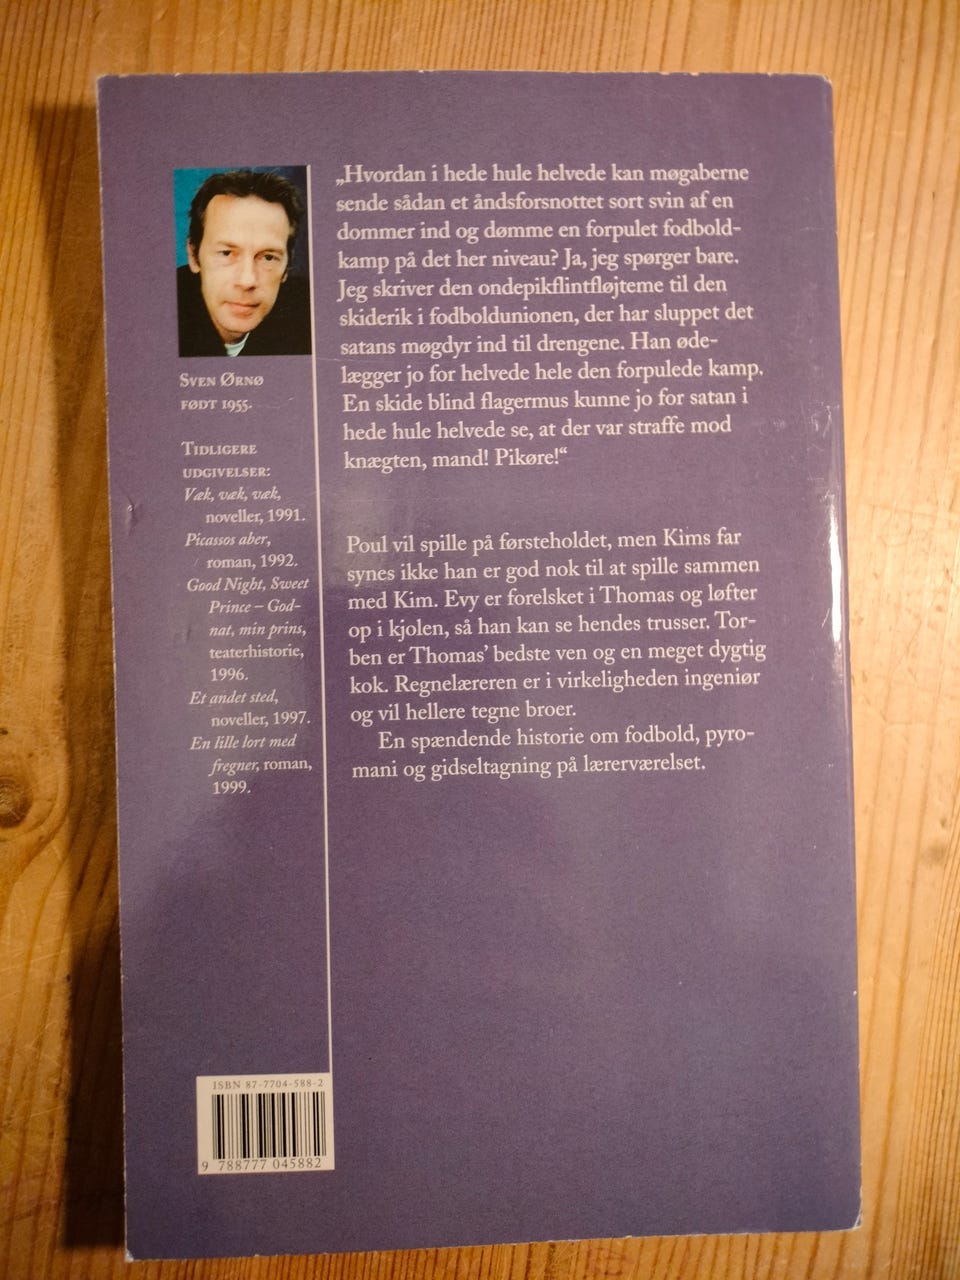 Sven Ørnø
født 1955.
Tidligere
udgivelser:
Væk, væk, væk,
noveller, 1991.
Picassos aber,
roman, 1992.
Good Night, Sweet
Prince – God-
nat, min prins,
teaterhistorie,
1996.
Et andet sted,
noveller, 1997.
En lille lort med
fregner, roman,
1999.
„Hvordan i hede hule helvede kan møgaberne
sende sådan et åndsforsnottet sort svin af en
dommer ind og dømme en forpulet fodbold-
kamp på det her niveau? Ja, jeg spørger bare.
Jeg skriver den ondepikflintfløjteme til den
skiderik i fodboldunionen, der har sluppet det
satans møgdyr ind til drengene. Han øde-
lægger jo for helvede hele den forpulede kamp.
En skide blind flagermus kunne jo for satan i
hede hule helvede se, at der var straffe mod
knægten, mand! Pikøre!“
Poul vil spille på førsteholdet, men Kims far
synes ikke han er god nok til at spille sammen
med Kim. Evy er forelsket i Thomas og løfter
op i kjolen, så han kan se hendes trusser. Tor-
ben er Thomas’ bedste ven og en meget dygtig
kok. Regnelæreren er i virkeligheden ingeniør
og vil hellere tegne broer.
En spændende historie om fodbold, pyro-
mani og gidseltagning på lærerværelset.
ISBN 87-7704-588-2
9 788777 045882